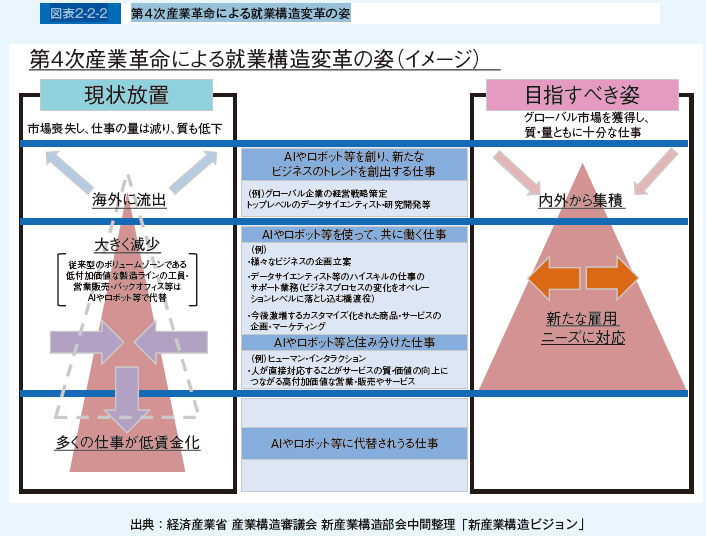 図表2-2-2 第4次産業革命による就業構造変革の姿
第4次産業革命による就業構造変革の姿(イメージ)
現状放置
市場喪失し、仕事の量は減り、質も低下
海外に流出
大きく減少
従来型のボリュームゾーンである
低付加価値な製造ラインの工員・
営業販売・バックオフィス等は
AIやロボット等で代替
多くの仕事が低賃金化
AIやロボット等を創り、新たな
ビジネスのトレンドを創出する仕事
(例)グローバル企業の経営戦略策定
トップレベルのデータサイエンティスト・研究開発等
AIやロボット等を使って、共に働く仕事
(例)
・様々なビジネスの企画立案
・データサイエンティスト等のハイスキルの仕事の
サポート業務(ビジネスプロセスの変化をオペレー
ションレベルに落とし込む橋渡役)
・今後激増するカスタマイズ化された商品・サービスの
企画・マーケティング
AIやロボット等と住み分けた仕事
(例)ヒューマン・インタラクション
・人が直接対応することがサービスの質・価値の向上に
つながる高付加価値な営業・販売やサービス
AIやロボット等に代替されうる仕事
目指すべき姿
グローバル市場を獲得し、
質・量ともに十分な仕事
内外から集積
新たな雇用
ニーズに対応
出典:経済産業省 産業構造審議会 新産業構造部会中間整理「新産業構造ビジョン」